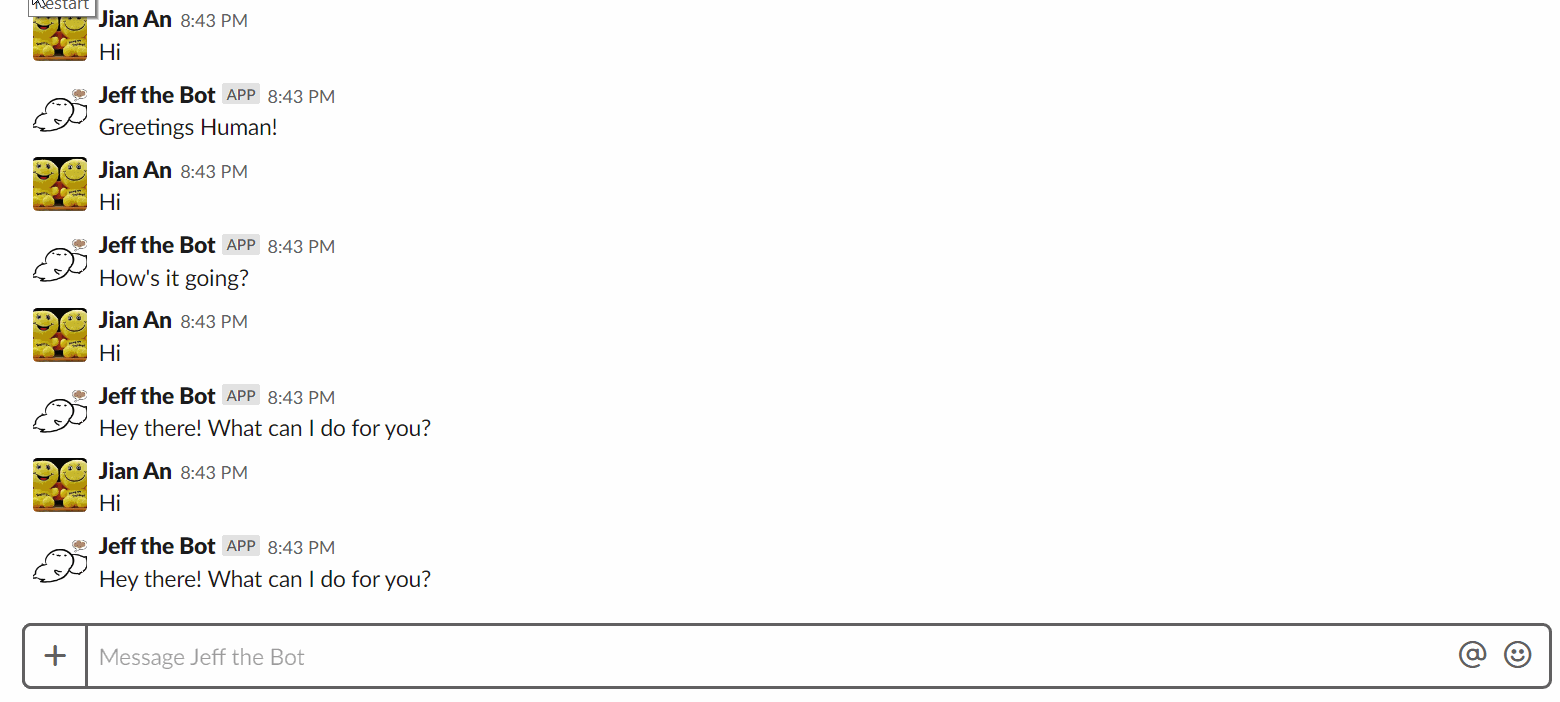 Restart
Jian An 8:43 PM
Hi
Jeff the Bot APP 8:43 PM
Greetings Human!
Jian An 8:43 PM
Hi
Jeff the Bot APP 8:43 PM
How's it going?
Jian An 8:43 PM
Hi
Jeff the Bot APP 8:43 PM
Hey there! What can I do for you?
Jian An 8:43 PM
Hi
Jeff the Bot APP 8:43 PM
Hey there! What can I do for you?
Message Jeff the Bot